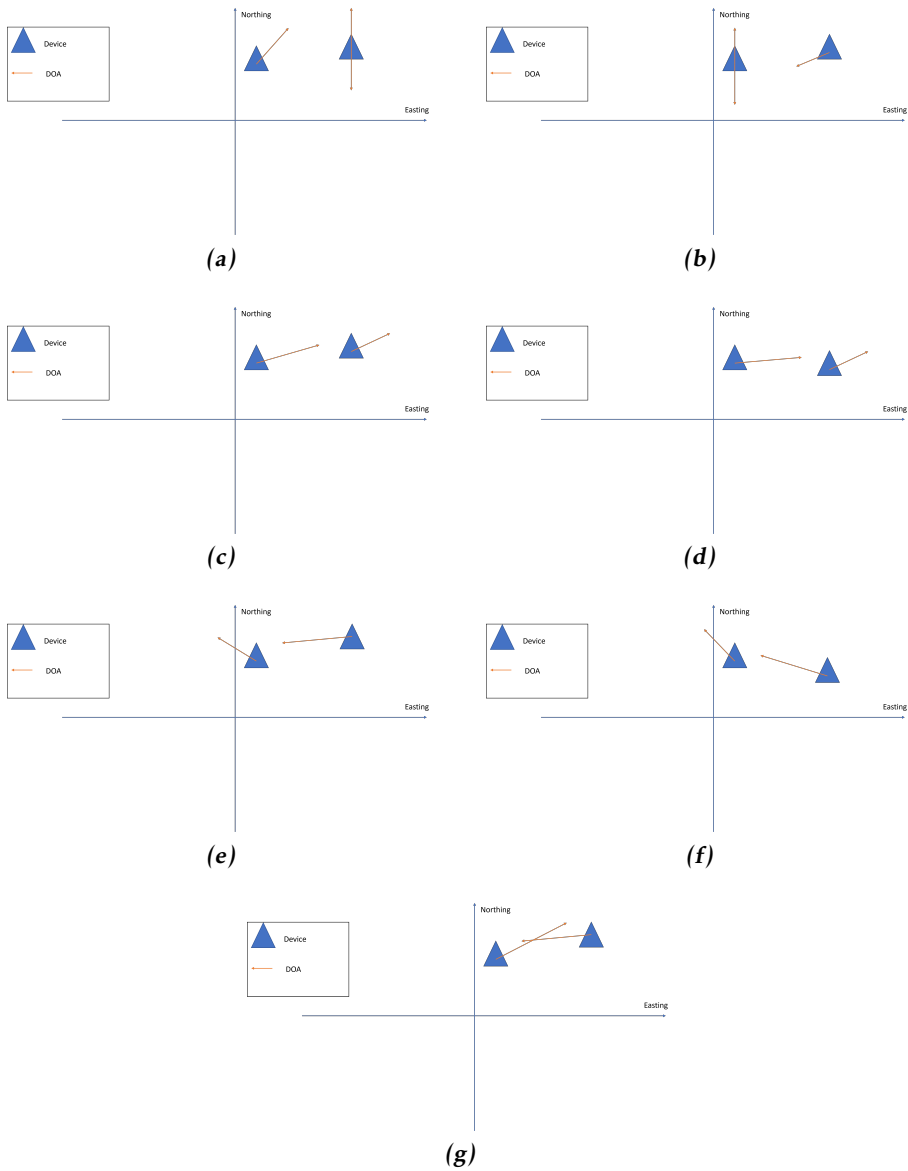 Northing
Device
DOA
Easting
(a)
Northing
Device
DOA
Easting
(b)
Northing
Device
DOA
Easting
(c)
Northing
Device
DOA
Easting
(d)
Northing
Device
DOA
Easting
(e)
Northing
Device
DOA
Easting
(f)
Northing
Device
DOA
Easting
(g)